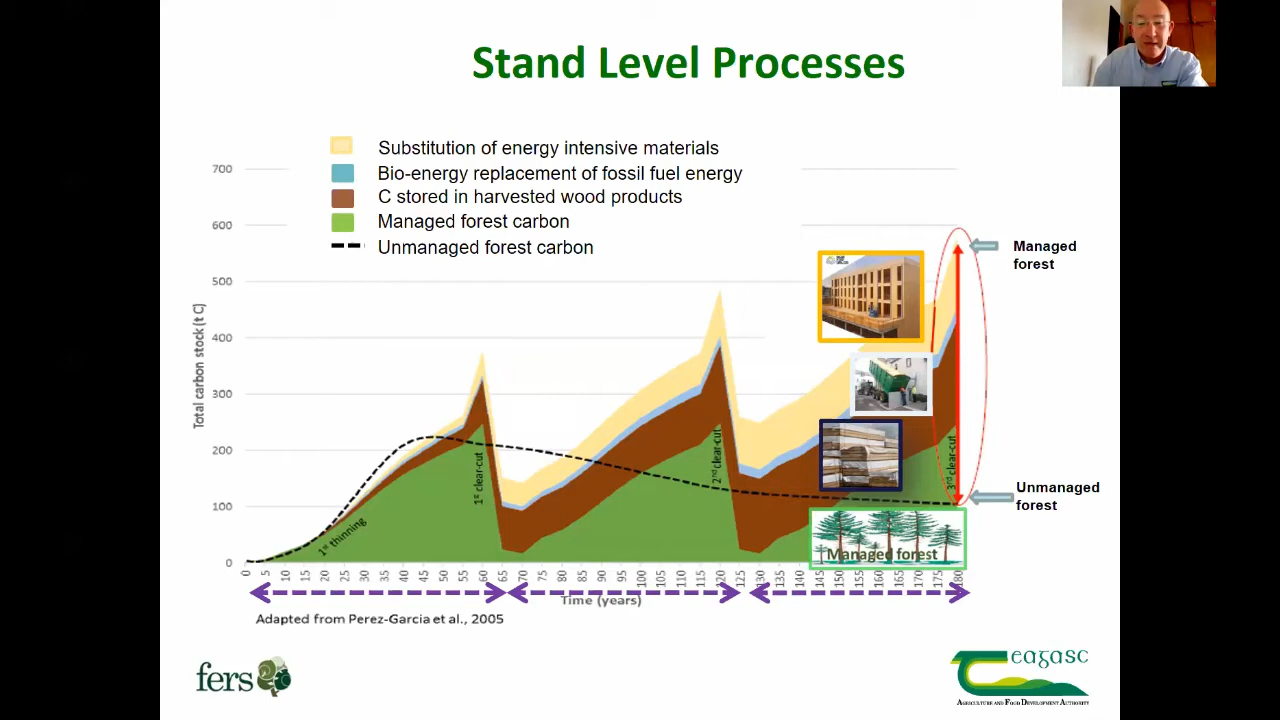 Stand Level Processes
Substitution of energy intensive materials
Bio-energy replacement of fossil fuel energy
C stored in harvested wood products
Managed forest carbon
Unmanaged forest carbon
Total carbon stock (t C)
700
600
500
400
300
200
100
0
1st thinning
1st clear-cut
2nd clear-cut
3rd clear-cut
Managed
forest
Unmanaged
forest
Managed forest
0 5 10 15 20 25 30 35 40 45 50 55 60 65 70 75 80 85 90 95 100 105 110 115 120 125 130 135 140 145 150 155 160 165 170 175 180
Time (years)
Adapted from Perez-Garcia et al., 2005
fers
Teagasc
Agriculture and Food Development Authority